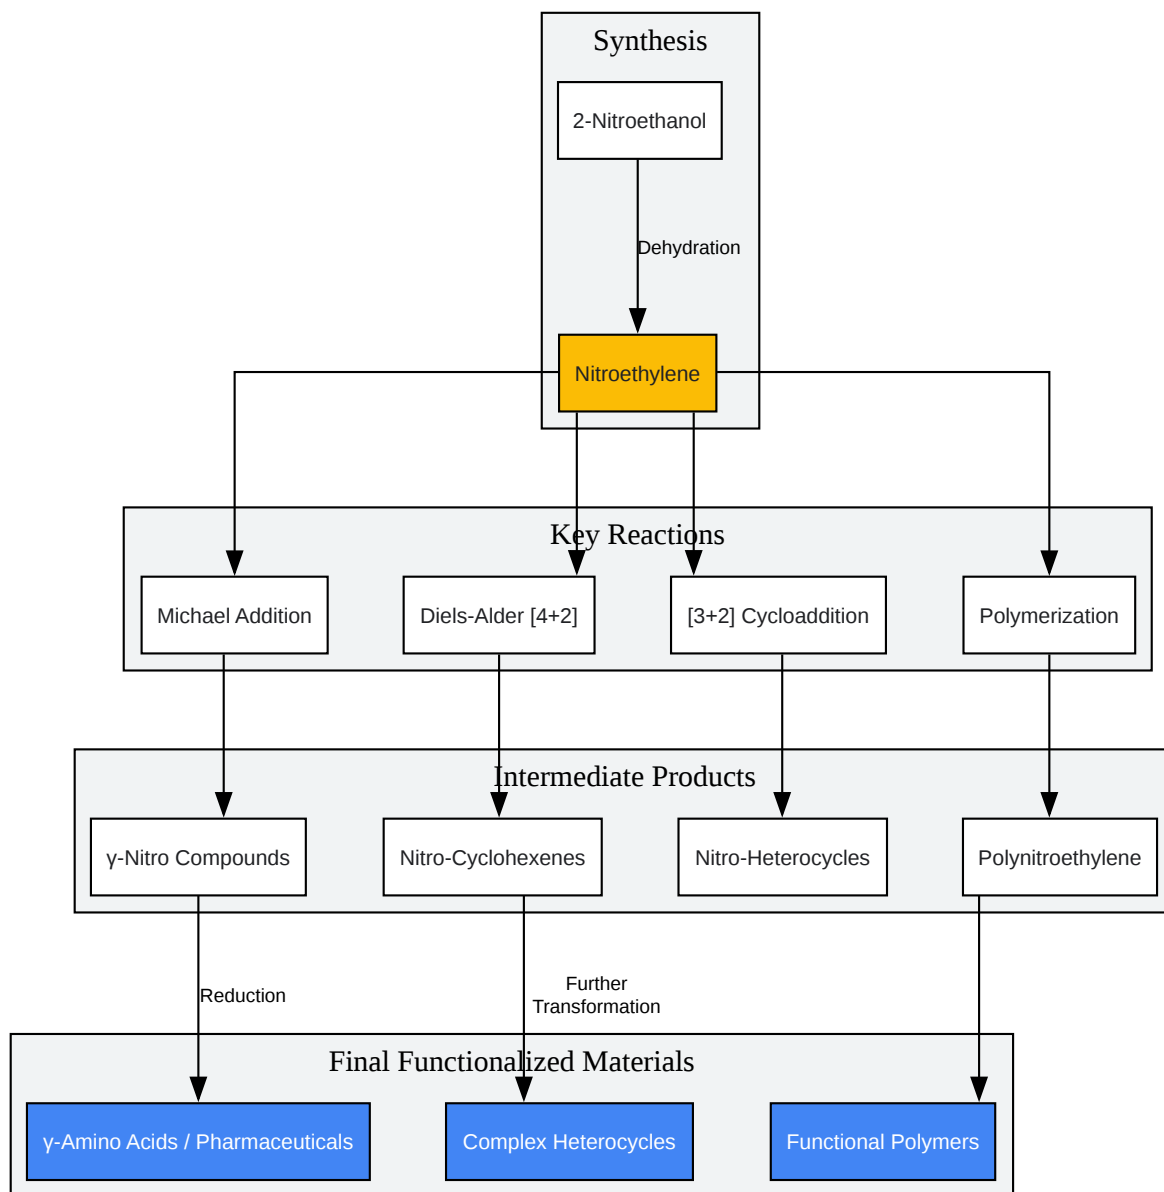 Synthesis
2-Nitroethanol
Dehydration
Nitroethylene
Key Reactions
Michael Addition
Diels-Alder [4+2]
[3+2] Cycloaddition
Polymerization
Intermediate Products
γ-Nitro Compounds
Nitro-Cyclohexenes
Nitro-Heterocycles
Polynitroethylene
Reduction
Further
Transformation
Final Functionalized Materials
γ-Amino Acids / Pharmaceuticals
Complex Heterocycles
Functional Polymers